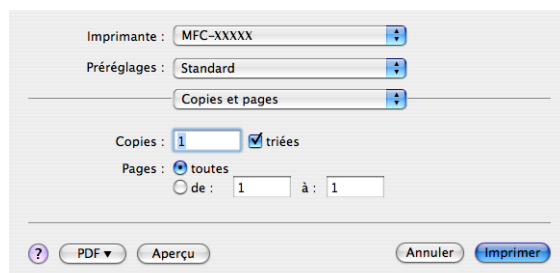 Imprimante : MFC-XXXXX
Préréglages : Standard
Copies et pages
Copies : 1 triées
Pages : toutes
de : 1 à : 1
? PDF ▼ Aperçu Annuler Imprimer